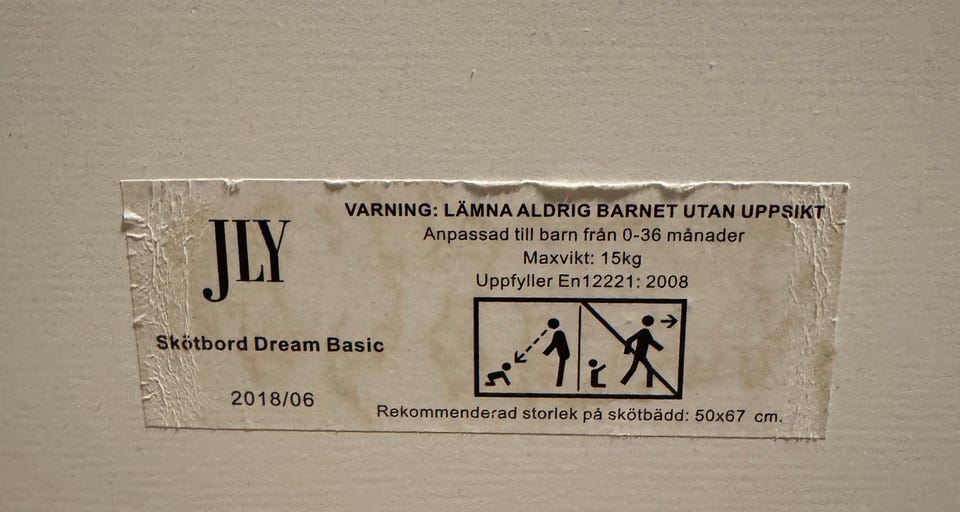 JLY
Skötbord Dream Basic
2018/06
VARNING: LÄMNA ALDRIG BARNET UTAN UPPSIKT
Anpassad till barn från 0-36 månader
Maxvikt: 15kg
Uppfyller En12221: 2008
Rekommenderad storlek på skötbädd: 50x67 cm.